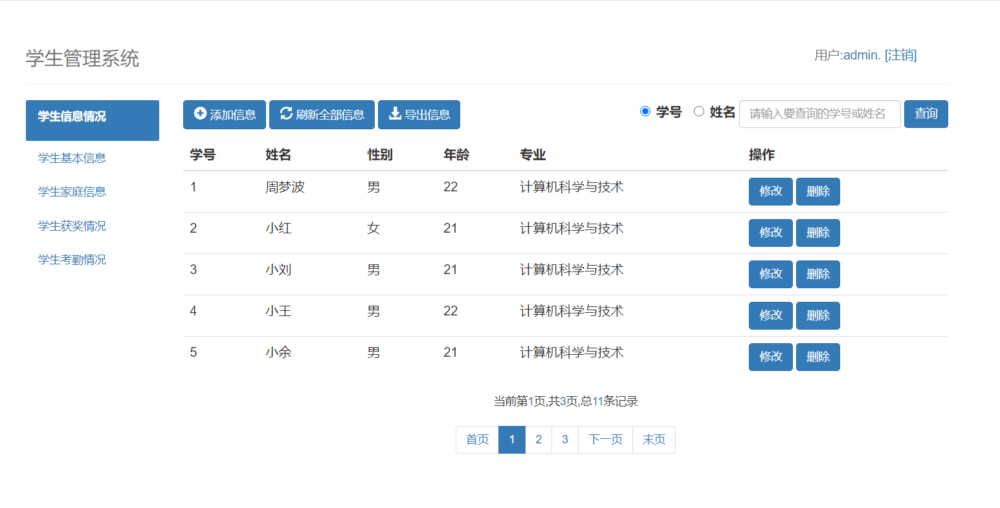 学生管理系统
用户:admin. [注销]
学生信息情况
学生基本信息
学生家庭信息
学生获奖情况
学生考勤情况
添加信息 刷新全部信息 导出信息
学号 姓名 请输入要查询的学号或姓名 查询
学号 姓名 性别 年龄 专业 操作
1 周梦波 男 22 计算机科学与技术 修改 删除
2 小红 女 21 计算机科学与技术 修改 删除
3 小刘 男 21 计算机科学与技术 修改 删除
4 小王 男 22 计算机科学与技术 修改 删除
5 小余 男 21 计算机科学与技术 修改 删除
当前第1页,共3页,总11条记录
首页 1 2 3 下一页 末页